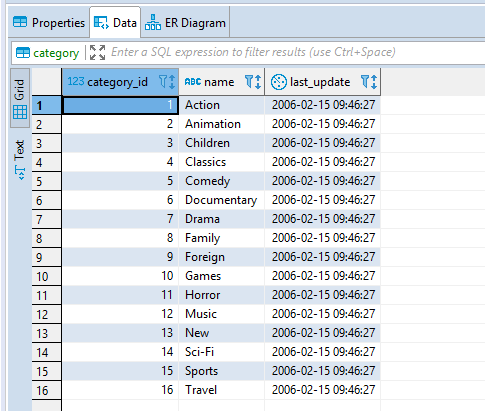 Properties Data ER Diagram
category Enter a SQL expression to filter results (use Ctrl+Space)
Grid
Text
123 category_id ABC name last_update
1 1 Action 2006-02-15 09:46:27
2 2 Animation 2006-02-15 09:46:27
3 3 Children 2006-02-15 09:46:27
4 4 Classics 2006-02-15 09:46:27
5 5 Comedy 2006-02-15 09:46:27
6 6 Documentary 2006-02-15 09:46:27
7 7 Drama 2006-02-15 09:46:27
8 8 Family 2006-02-15 09:46:27
9 9 Foreign 2006-02-15 09:46:27
10 10 Games 2006-02-15 09:46:27
11 11 Horror 2006-02-15 09:46:27
12 12 Music 2006-02-15 09:46:27
13 13 New 2006-02-15 09:46:27
14 14 Sci-Fi 2006-02-15 09:46:27
15 15 Sports 2006-02-15 09:46:27
16 16 Travel 2006-02-15 09:46:27